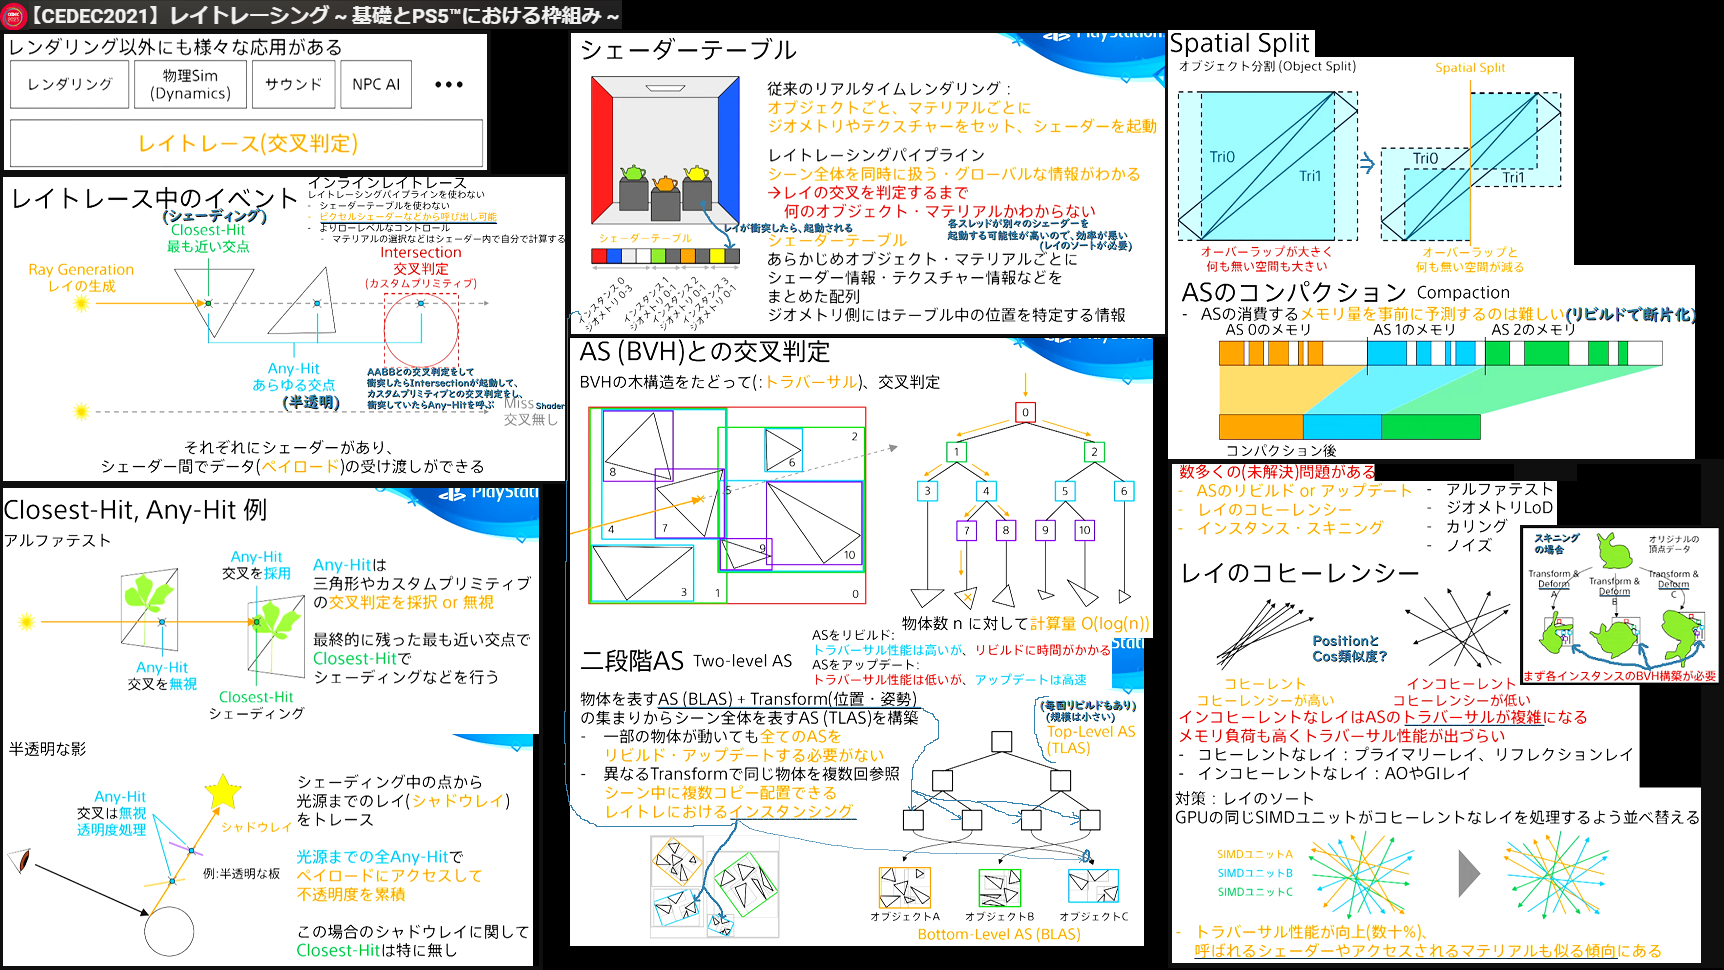 【CEDEC2021】レイトレーシング ~ 基礎とPS5™における枠組み ~
レンダリング以外にも様々な応用がある
レンダリング
物理Sim
(Dynamics)
サウンド
NPC AI
•••
レイトレース(交叉判定)
レイトレース中のイベント
インラインレイトレース
レイトレーシングパイプラインを使わない
- シェーダーテーブルを使わない
- ピクセルシェーダーなどから呼び出し可能
- よりローレベルなコントロール
- マテリアルの選択などはシェーダー内で自分で計算する
(シェーディング)
Closest-Hit
最も近い交点
Ray Generation
レイの生成
Intersection
交叉判定
(カスタムプリミティブ)
Any-Hit
あらゆる交点
(半透明)
AABBとの交叉判定をして
衝突したらIntersectionが起動して、
カスタムプリミティブとの交叉判定をし、
衝突していたらAny-Hitを呼ぶ
Miss Shader
交叉無し
それぞれにシェーダーがあり、
シェーダー間でデータ(ペイロード)の受け渡しができる
Closest-Hit, Any-Hit 例
アルファテスト
Any-Hit
交叉を採用
Any-Hit
交叉を無視
Closest-Hit
シェーディング
Any-Hitは
三角形やカスタムプリミティブ
の交叉判定を採択 or 無視
最終的に残った最も近い交点で
Closest-Hitで
シェーディングなどを行う
半透明な影
Any-Hit
交叉は無視
透明度処理
シャドウレイ
例:半透明な板
シェーディング中の点から
光源までのレイ(シャドウレイ)
をトレース
光源までの全Any-Hitで
ペイロードにアクセスして
不透明度を累積
この場合のシャドウレイに関して
Closest-Hitは特に無し
シェーダーテーブル
従来のリアルタイムレンダリング：
オブジェクトごと、マテリアルごとに
ジオメトリやテクスチャーをセット、シェーダーを起動
レイトレーシングパイプライン
シーン全体を同時に扱う・グローバルな情報がわかる
→レイの交叉を判定するまで
何のオブジェクト・マテリアルかわからない
レイが衝突したら、起動される
各スレッドが別々のシェーダーを
起動する可能性が高いので、効率が悪い
(レイのソートが必要)
シェーダーテーブル
インスタンス 0
ジオメトリ 0-3
インスタンス 1
ジオメトリ 0-1
インスタンス 2
ジオメトリ 0-1
インスタンス 3
ジオメトリ 0-1
シェーダーテーブル
あらかじめオブジェクト・マテリアルごとに
シェーダー情報・テクスチャー情報などを
まとめた配列
ジオメトリ側にはテーブル中の位置を特定する情報
AS (BVH)との交叉判定
BVHの木構造をたどって(:トラバーサル)、交叉判定
8
2
6
5
4
7
9
10
3
1
0
0
1
2
3
4
5
6
7
8
9
10
物体数 n に対して計算量 O(log(n))
ASをリビルド:
トラバーサル性能は高いが、リビルドに時間がかかる
ASをアップデート:
トラバーサル性能は低いが、アップデートは高速
二段階AS Two-level AS
物体を表すAS (BLAS) + Transform(位置・姿勢)
の集まりからシーン全体を表すAS (TLAS)を構築
- 一部の物体が動いても全てのASを
リビルド・アップデートする必要がない
- 異なるTransformで同じ物体を複数回参照
シーン中に複数コピー配置できる
レイトレにおけるインスタンシング
(毎回リビルドもあり)
(規模は小さい)
Top-Level AS
(TLAS)
オブジェクトA
オブジェクトB
オブジェクトC
Bottom-Level AS (BLAS)
Spatial Split
オブジェクト分割 (Object Split)
Spatial Split
Tri0
Tri1
Tri0
Tri1
オーバーラップが大きく
何も無い空間も大きい
オーバーラップと
何も無い空間が減る
ASのコンパクション Compaction
- ASの消費するメモリ量を事前に予測するのは難しい(リビルドで断片化)
AS 0のメモリ
AS 1のメモリ
AS 2のメモリ
コンパクション後
数多くの(未解決)問題がある
- ASのリビルド or アップデート
- レイのコヒーレンシー
- インスタンス・スキニング
- アルファテスト
- ジオメトリLoD
- カリング
- ノイズ
スキニング
の場合
オリジナルの
頂点データ
Transform &
Deform
A
Transform &
Deform
B
Transform &
Deform
C
まず各インスタンスのBVH構築が必要
レイのコヒーレンシー
Positionと
Cos類似度?
コヒーレント
コヒーレンシーが高い
インコヒーレント
コヒーレンシーが低い
インコヒーレントなレイはASのトラバーサルが複雑になる
メモリ負荷も高くトラバーサル性能が出づらい
- コヒーレントなレイ：プライマリーレイ、リフレクションレイ
- インコヒーレントなレイ：AOやGIレイ
対策：レイのソート
GPUの同じSIMDユニットがコヒーレントなレイを処理するよう並べ替える
SIMDユニットA
SIMDユニットB
SIMDユニットC
- トラバーサル性能が向上(数十%)、
呼ばれるシェーダーやアクセスされるマテリアルも似る傾向にある